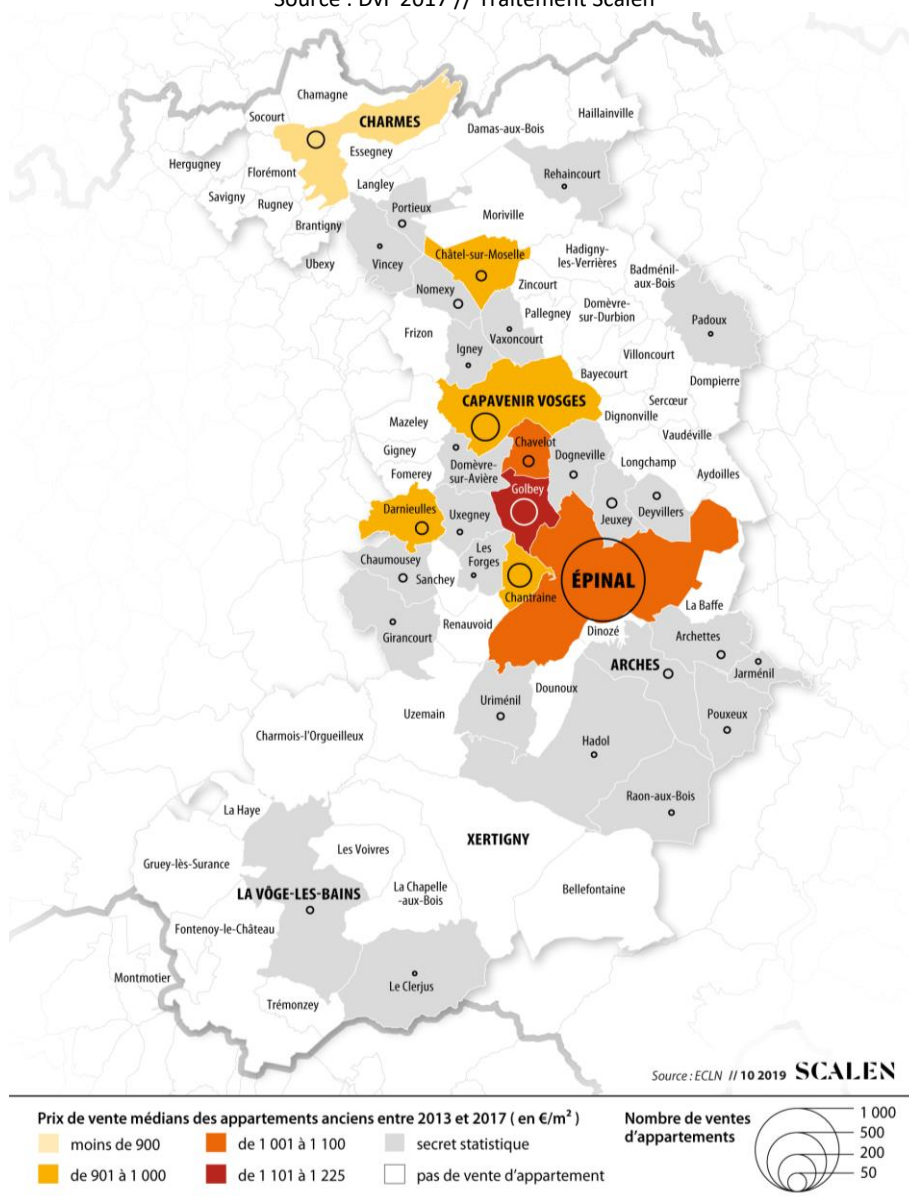 Source : DVF 2017 // Traitement Scalen
Chamagne
Haillainville
Socourt
CHARMES
Damas-aux-Bois
Essegney
Hergugney
Florémont
Rehaincourt
Langley
Savigny
Rugney
Portieux
Moriville
Brantigny
Ubexy
Vincey
Châtel-sur-Moselle
Hadigny
-les-Verrières
Badménil-
aux-Bois
Nomexy
Zincourt
Pallegney
Domèvre
-sur-Durbion
Padoux
Frizon
Vaxoncourt
Igney
Villoncourt
Bayecourt
Dompierre
CAPAVENIR VOSGES
Sercœur
Dignonville
Mazeley
Vaudéville
Chavelot
Gigney
Dogneville
Domèvre-
sur-Avière
Longchamp
Fomerey
Aydoilles
Golbey
Darnieulles
Uxegney
Jeuxey
Deyvillers
Les
Forges
Chaumousey
Sanchey
ÉPINAL
Chantraine
La Baffe
Renauvoid
Dinozé
Girancourt
Archettes
ARCHES
Jarménil
Dounoux
Uriménil
Uzemain
Pouxeux
Charmois-l'Orgueilleux
Hadol
Raon-aux-Bois
La Haye
XERTIGNY
Les Voivres
Gruey-lès-Surance
LA VÔGE-LES-BAINS
La Chapelle
-aux-Bois
Bellefontaine
Fontenoy-le-Château
Montmotier
Le Clerjus
Trémonzey
Source : ECLN // 10 2019 SCALEN
Prix de vente médians des appartements anciens entre 2013 et 2017 ( en €/m² )
moins de 900
de 1 001 à 1 100
secret statistique
de 901 à 1 000
de 1 101 à 1 225
pas de vente d'appartement
Nombre de ventes
d'appartements
1 000
500
200
50